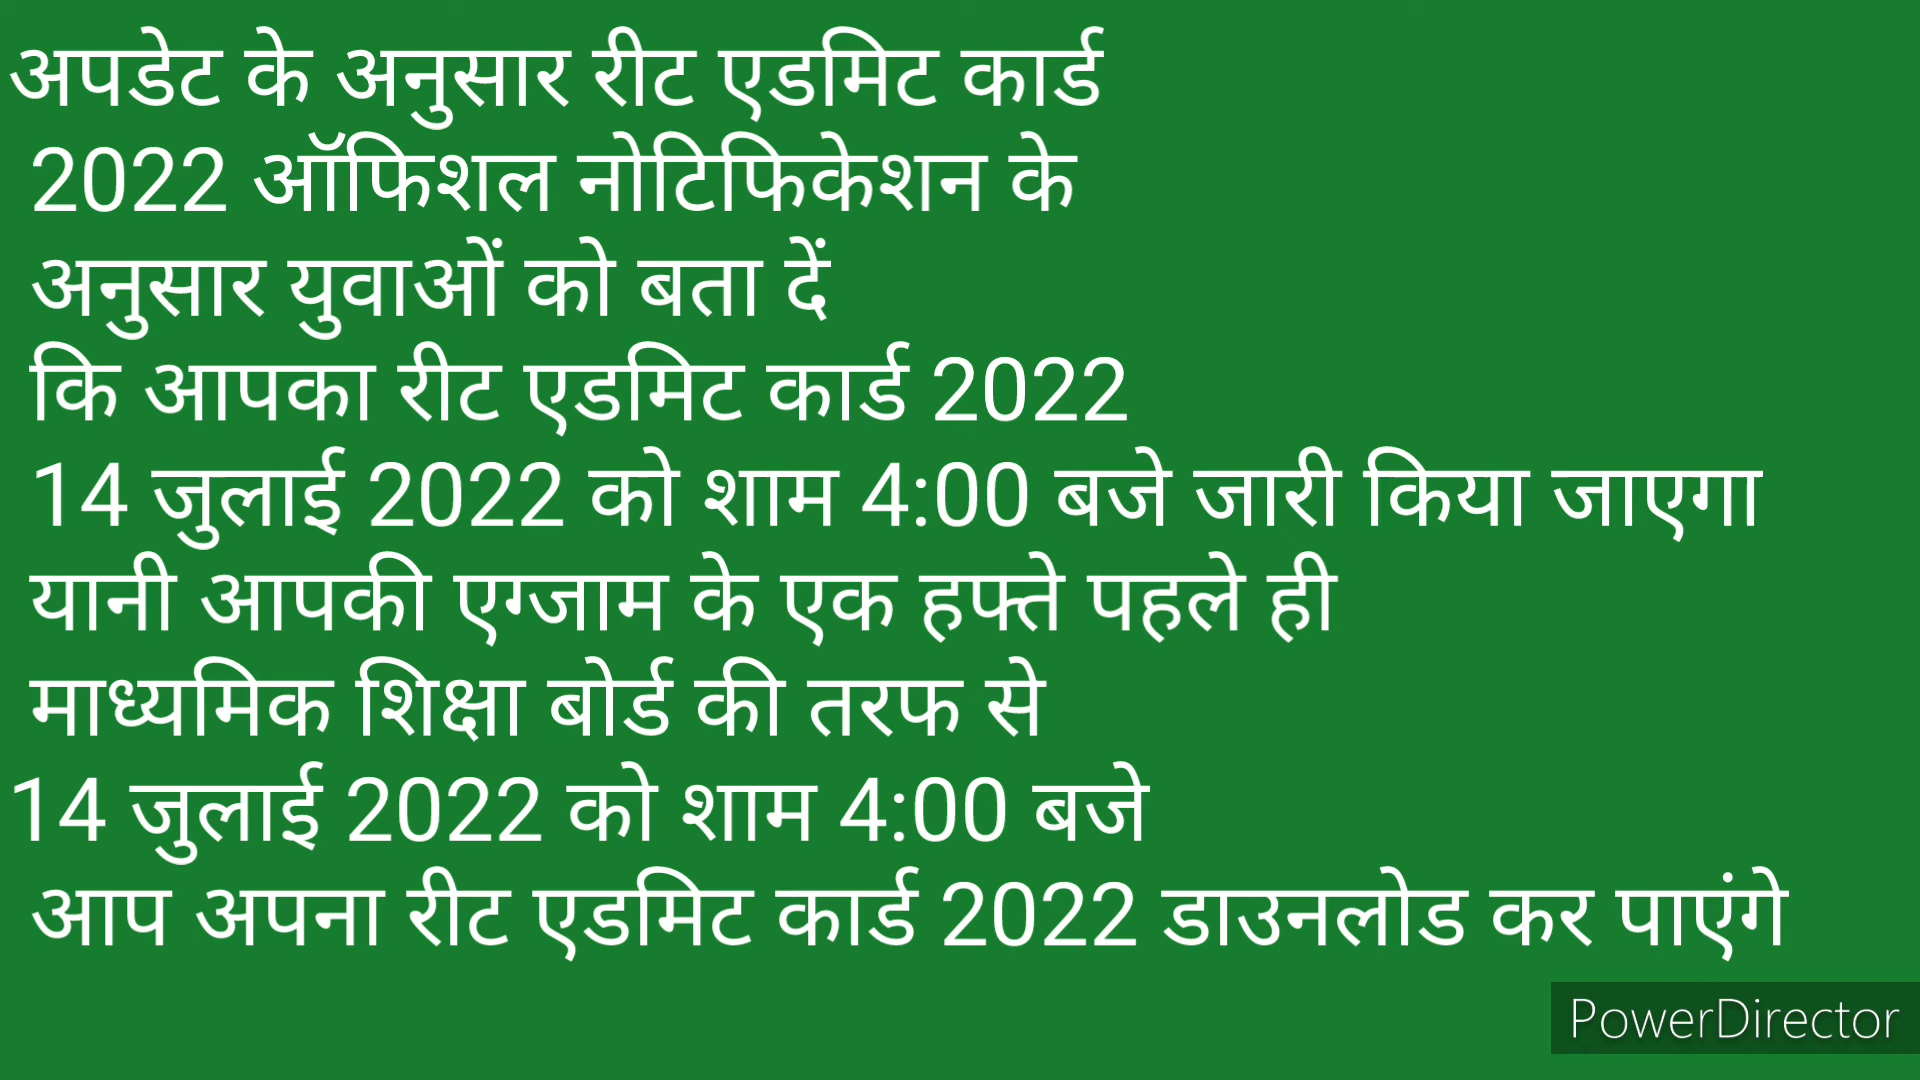 अपडेट के अनुसार रीट एडमिट कार्ड
2022 ऑफिशल नोटिफिकेशन के
अनुसार युवाओं को बता दें
कि आपका रीट एडमिट कार्ड 2022
14 जुलाई 2022 को शाम 4:00 बजे जारी किया जाएगा
यानी आपकी एग्जाम के एक हफ्ते पहले ही
माध्यमिक शिक्षा बोर्ड की तरफ से
14 जुलाई 2022 को शाम 4:00 बजे
आप अपना रीट एडमिट कार्ड 2022 डाउनलोड कर पाएंगे
PowerDirector